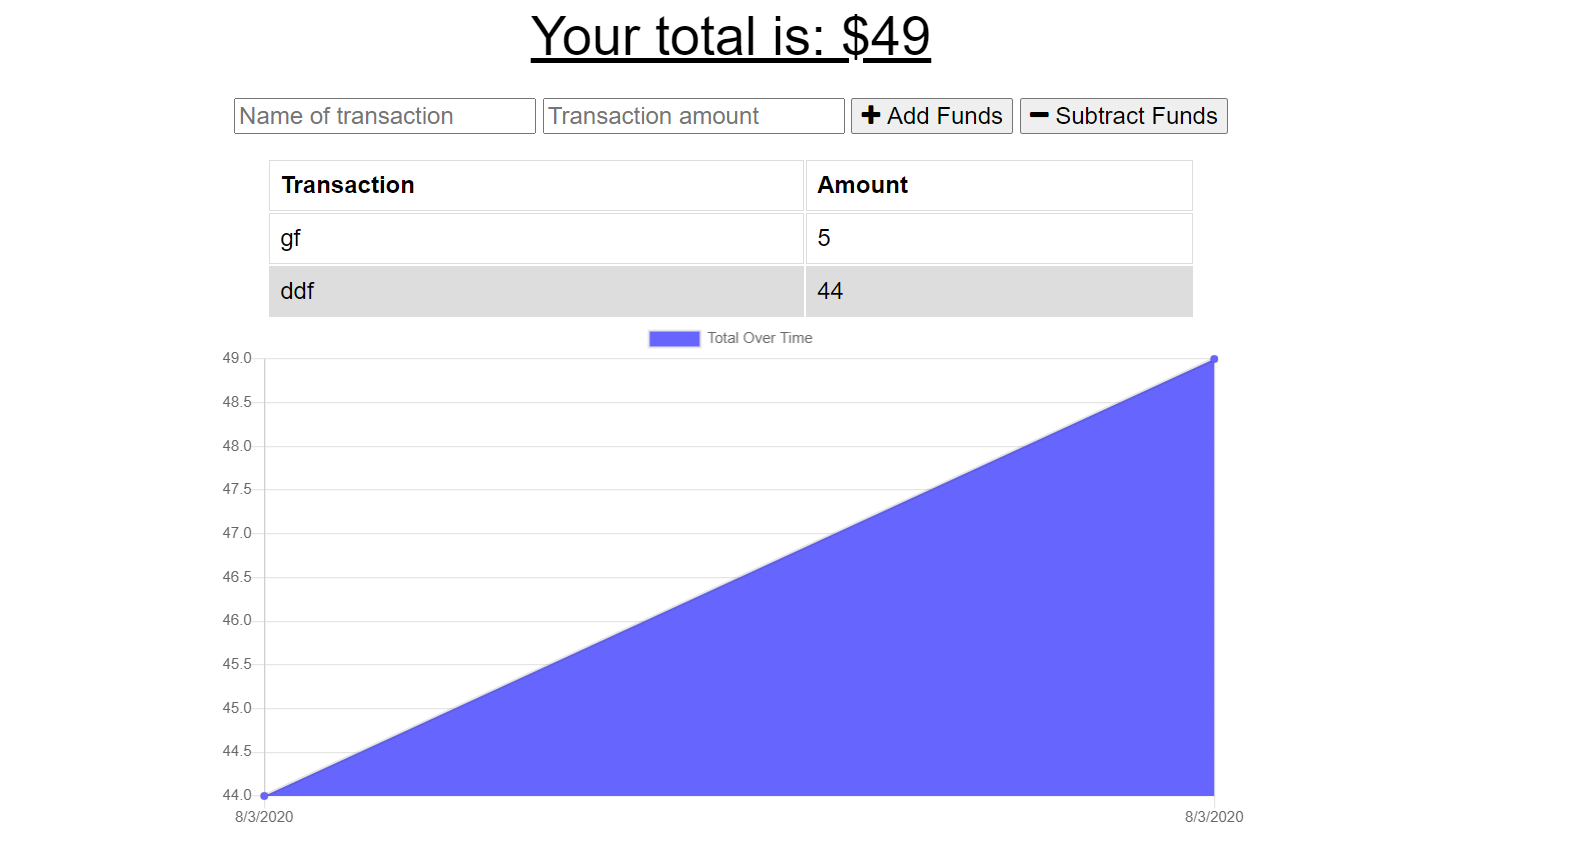 Your total is: $49
Name of transaction Transaction amount Add Funds Subtract Funds
Transaction Amount
gf 5
ddf 44
Total Over Time
49.0
48.5
48.0
47.5
47.0
46.5
46.0
45.5
45.0
44.5
44.0
8/3/2020 8/3/2020